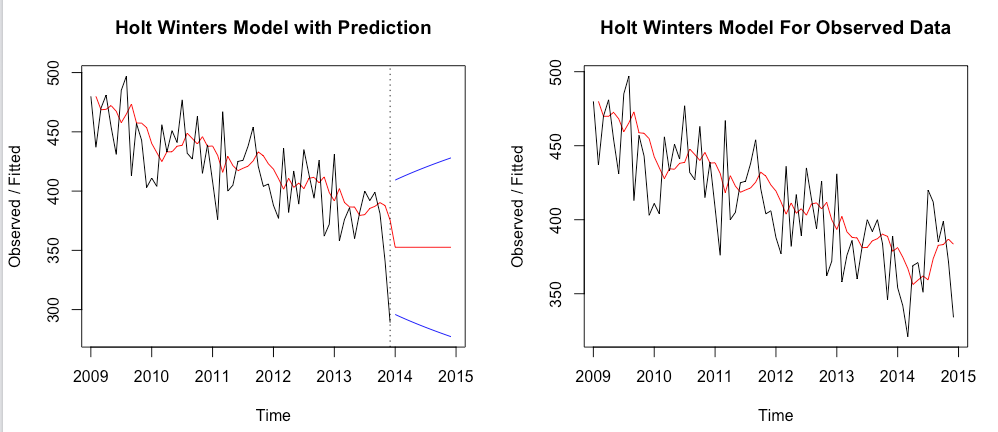 Holt Winters Model with Prediction
Observed / Fitted
500
450
400
350
300
2009 2010 2011 2012 2013 2014 2015
Time
Holt Winters Model For Observed Data
Observed / Fitted
500
450
400
350
2009 2010 2011 2012 2013 2014 2015
Time